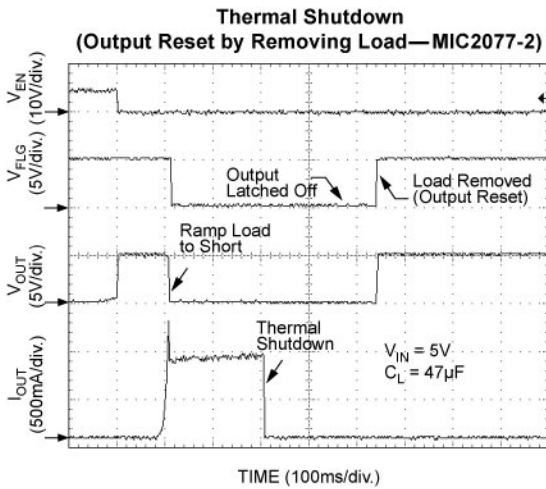 Thermal Shutdown
(Output Reset by Removing Load—MIC2077-2)
VEN
(10V/div.)
VFLG
(5V/div.)
Output
Latched Off
Load Removed
(Output Reset)
Ramp Load
to Short
VOUT
(5V/div.)
Thermal
Shutdown
VIN = 5V
CL = 47µF
IOUT
(500mA/div.)
TIME (100ms/div.)